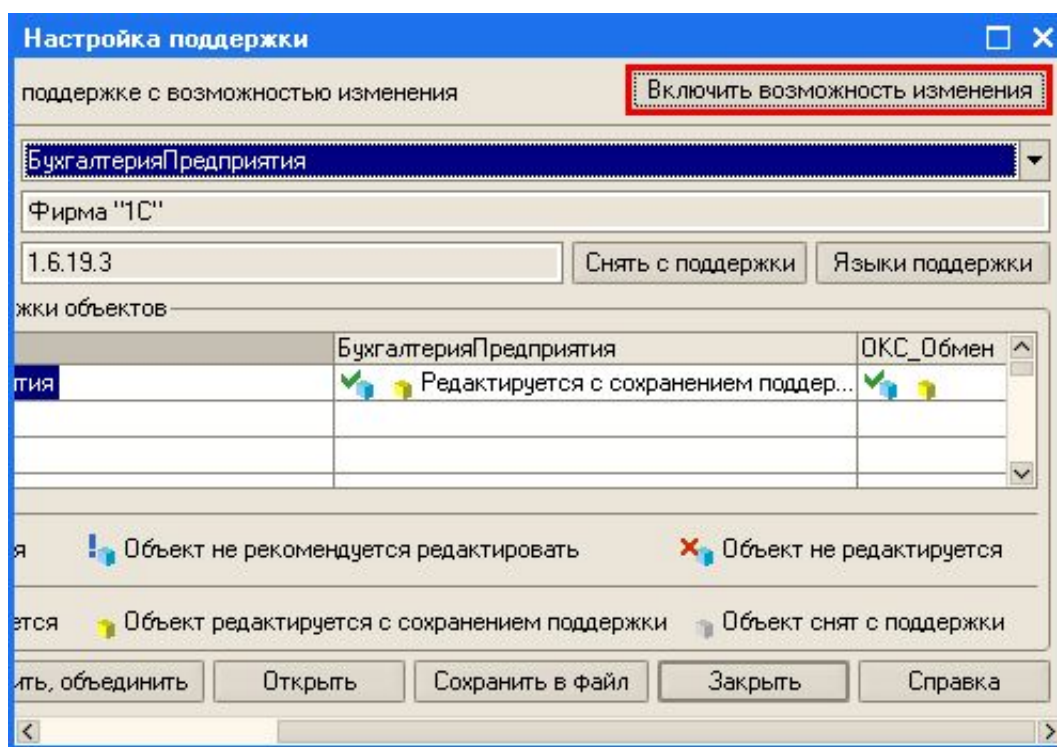 Настройка поддержки
поддержке с возможностью изменения Включить возможность изменения
БухгалтерияПредприятия
Фирма "1С"
1.6.19.3 Снять с поддержки Языки поддержки
жки объектов
БухгалтерияПредприятия ОКС_Обмен
тия Редактируется с сохранением поддер...
я Объект не рекомендуется редактировать Объект не редактируется
ется Объект редактируется с сохранением поддержки Объект снят с поддержки
ить, объединить Открыть Сохранить в файл Закрыть Справка